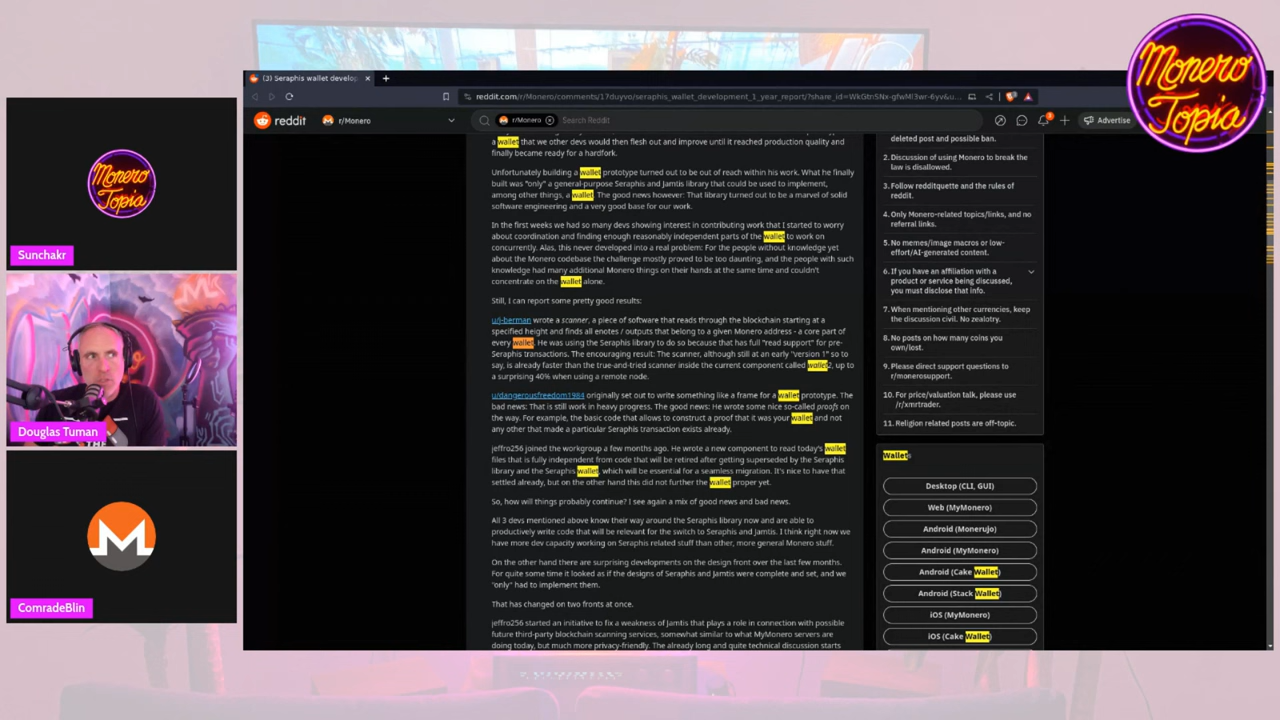 Monero
Topia
Sunchakr
Douglas Tuman
M
ComradeBlin
Monero
Topia
(3) Seraphis wallet develop
reddit.com/r/Monero/comments/17duyvo/seraphis_wallet_development_1_year_report/
reddit
r/Monero
r/Monero
Search Reddit
Advertise
a wallet that we other devs would then flesh out and improve until it reached production quality and
finally became ready for a hardfork.
Unfortunately building a wallet prototype turned out to be out of reach within his work. What he finally
built was "only" a general-purpose Seraphis and Jamtis library that could be used to implement,
among other things, a wallet. The good news however: That library turned out to be a marvel of solid
software engineering and a very good base for our work.
In the first weeks we had so many devs showing interest in contributing work that I started to worry
about coordination and finding enough reasonably independent parts of the wallet to work on
concurrently. Alas, this never developed into a real problem: For the people without knowledge yet
about the Monero codebase the challenge mostly proved to be too daunting, and the people with such
knowledge had many additional Monero things on their hands at the same time and couldn't
concentrate on the wallet alone.
Still, I can report some pretty good results:
u/j-berman wrote a scanner, a piece of software that reads through the blockchain starting at a
specified height and finds all enotes / outputs that belong to a given Monero address - a core part of
every wallet. He was using the Seraphis library to do so because that has full "read support" for pre-
Seraphis transactions. The encouraging result: The scanner, although still at an early "version 1" so to
say, is already faster than the true-and-tried scanner inside the current component called wallet2, up to
a surprising 40% when using a remote node.
u/dangerousfreedom1984 originally set out to write something like a frame for a wallet prototype. The
bad news: That is still work in heavy progress. The good news: He wrote some nice so-called proofs on
the way. For example, the basic code that allows to construct a proof that it was your wallet and not
any other that made a particular Seraphis transaction exists already.
jeffro256 joined the workgroup a few months ago. He wrote a new component to read today's wallet
files that is fully independent from code that will be retired after getting superseded by the Seraphis
library and the Seraphis wallet, which will be essential for a seamless migration. It's nice to have that
settled already, but on the other hand this did not further the wallet proper yet.
So, how will things probably continue? I see again a mix of good news and bad news.
All 3 devs mentioned above know their way around the Seraphis library now and are able to
productively write code that will be relevant for the switch to Seraphis and Jamtis. I think right now we
have more dev capacity working on Seraphis related stuff than other, more general Monero stuff.
On the other hand there are surprising developments on the design front over the last few months.
For quite some time it looked as if the designs of Seraphis and Jamtis were complete and set, and we
"only" had to implement them.
That has changed on two fronts at once.
jeffro256 started an initiative to fix a weakness of Jamtis that plays a role in connection with possible
future third-party blockchain scanning services, somewhat similar to what MyMonero servers are
doing today, but much more privacy-friendly. The already long and quite technical discussion starts
deleted post and possible ban.
2. Discussion of using Monero to break the
law is disallowed.
3. Follow redditquette and the rules of
reddit.
4. Only Monero-related topics/links, and no
referral links.
5. No memes/image macros or low-
effort/AI-generated content.
6. If you have an affiliation with a
product or service being discussed,
you must disclose that info.
7. When mentioning other currencies, keep
the discussion civil. No zealotry.
8. No posts on how many coins you
own/lost.
9. Please direct support questions to
r/monerosupport.
10. For price/valuation talk, please use
/r/xmrtrader.
11. Religion related posts are off-topic.
Wallets
Desktop (CLI, GUI)
Web (MyMonero)
Android (Monerujo)
Android (MyMonero)
Android (Cake Wallet)
Android (Stack Wallet)
iOS (MyMonero)
iOS (Cake Wallet)